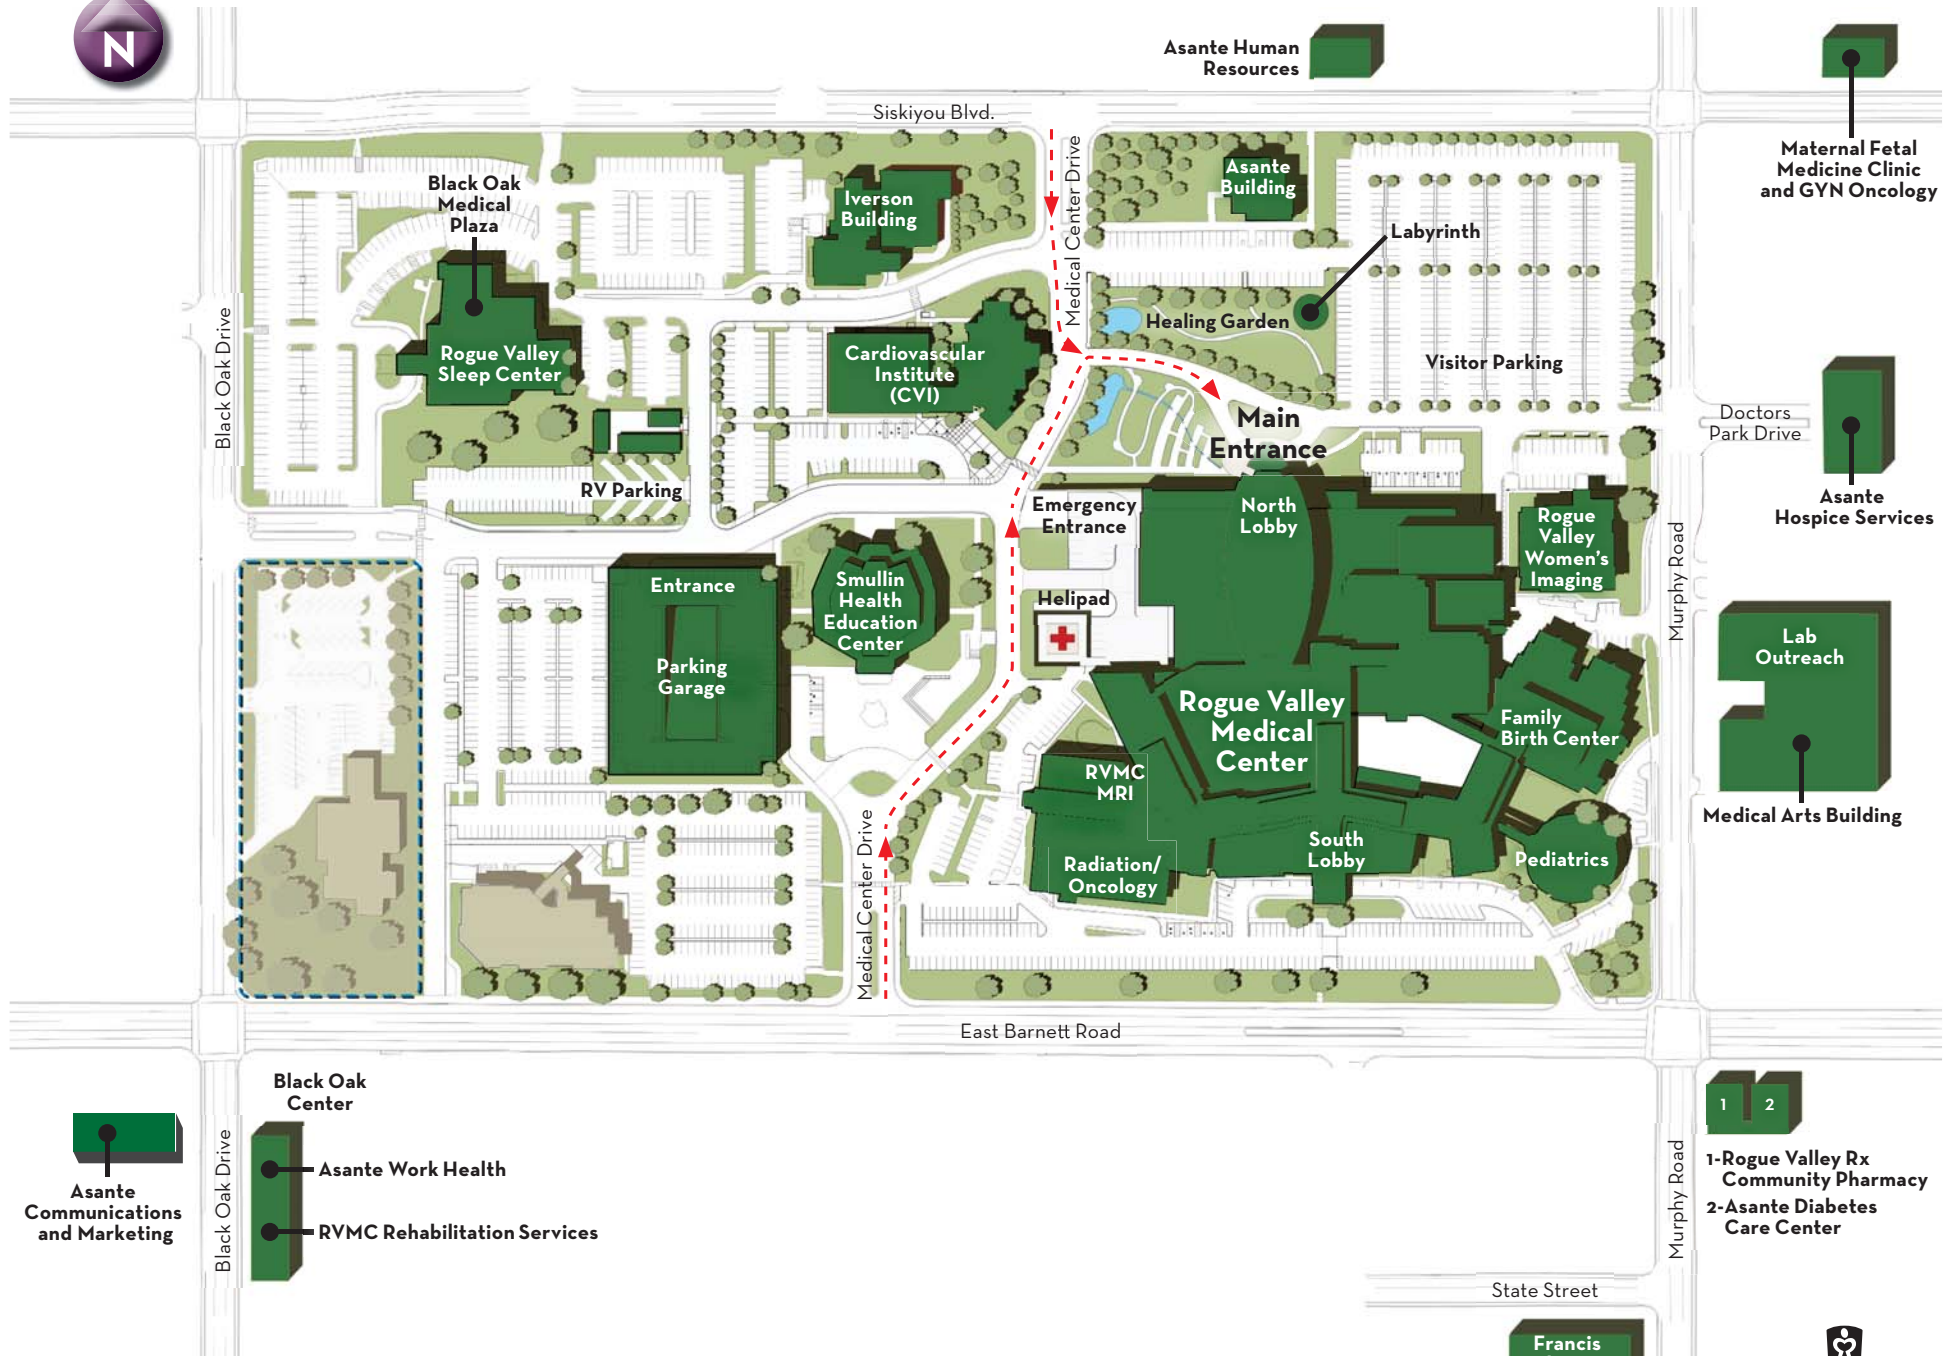 N
Asante Human
Resources
Siskiyou Blvd.
Maternal Fetal
Medicine Clinic
and GYN Oncology
Medical Center Drive
Black Oak
Medical
Plaza
Iverson
Building
Asante
Building
Labyrinth
Healing Garden
Black Oak Drive
Rogue Valley
Sleep Center
Cardiovascular
Institute
(CVI)
Visitor Parking
Main
Entrance
Doctors
Park Drive
RV Parking
Emergency
Entrance
North
Lobby
Asante
Hospice Services
Rogue
Valley
Women's
Imaging
Murphy Road
Entrance
Smullin
Health
Education
Center
Helipad
Parking
Garage
Lab
Outreach
Rogue Valley
Medical
Center
Family
Birth Center
RVMC
MRI
Medical Arts Building
Medical Center Drive
South
Lobby
Radiation/
Oncology
Pediatrics
East Barnett Road
Black Oak
Center
1
2
Asante
Communications
and Marketing
Black Oak Drive
Asante Work Health
RVMC Rehabilitation Services
Murphy Road
1-Rogue Valley Rx
Community Pharmacy
2-Asante Diabetes
Care Center
State Street
Francis